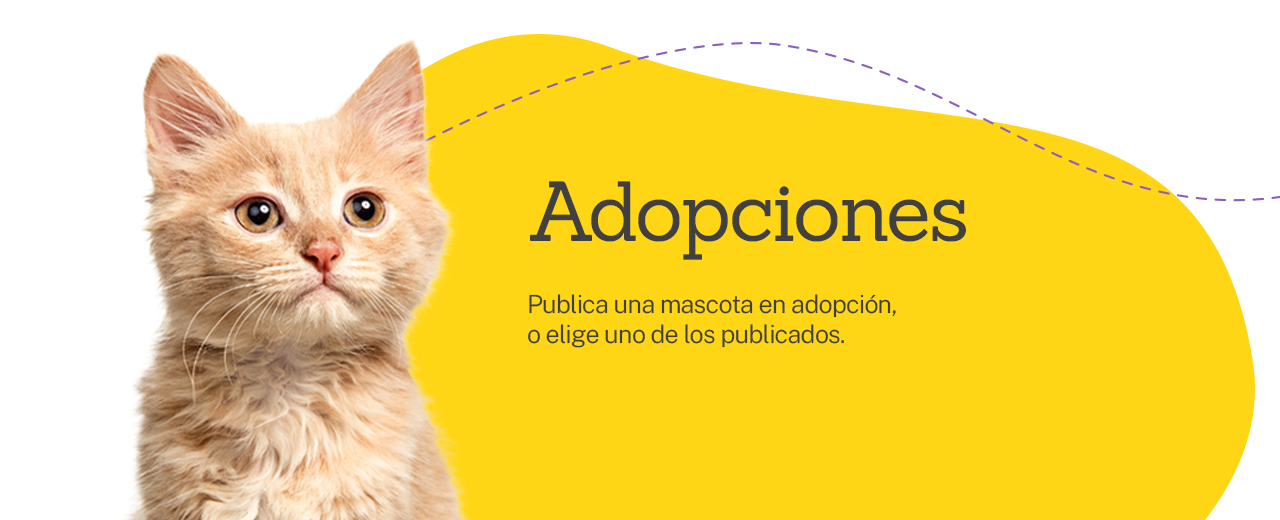 Adopciones
Publica una mascota en adopción,
o elige uno de los publicados.